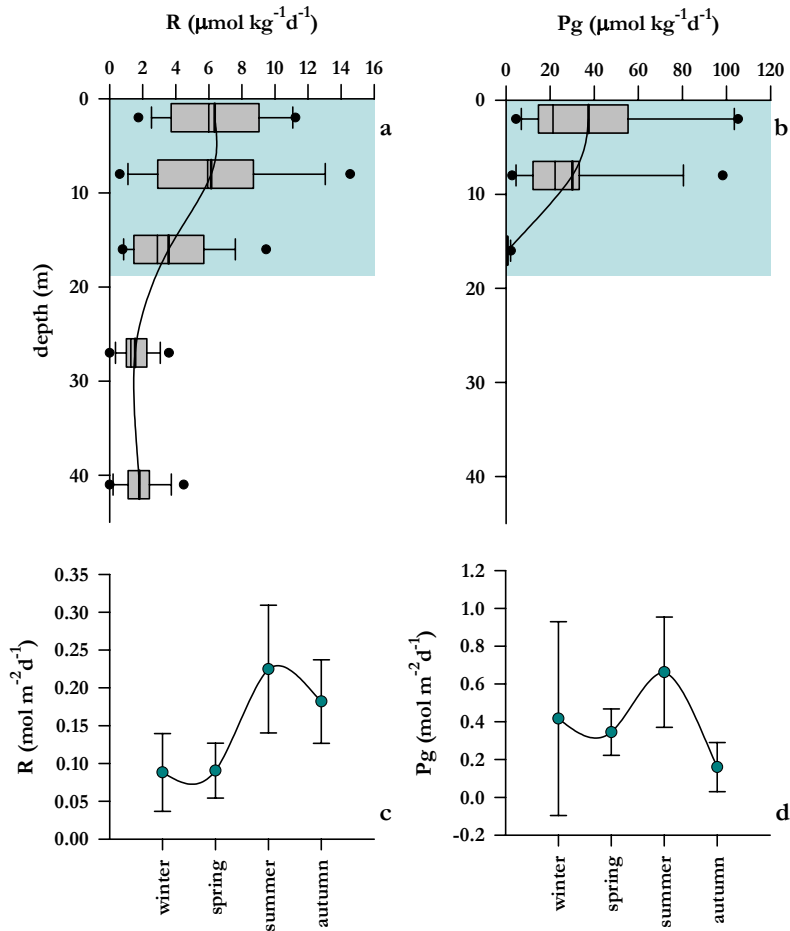 R (μmol kg⁻¹d⁻¹)
0 2 4 6 8 10 12 14 16
0
10
20
30
40
depth (m)
a
Pg (μmol kg⁻¹d⁻¹)
0 20 40 60 80 100 120
0
10
20
30
40
b
0.35
0.30
0.25
0.20
0.15
0.10
0.05
0.00
R (mol m⁻²d⁻¹)
c
winter
spring
summer
autumn
1.2
1.0
0.8
0.6
0.4
0.2
0.0
-0.2
Pg (mol m⁻²d⁻¹)
d
winter
spring
summer
autumn